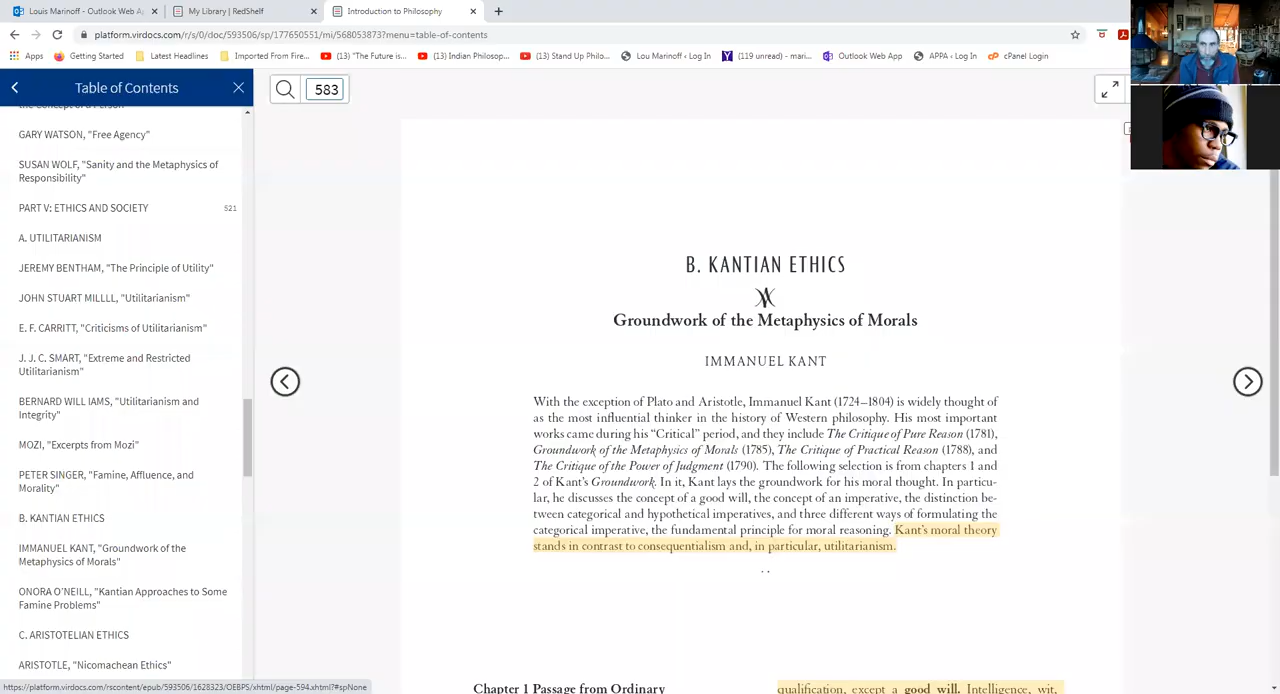 Louis Marinoff - Outlook Web A
My Library | RedShelf
Introduction to Philosophy
platform.virdocs.com/r/s/0/doc/593506/sp/177650551/mi/568053873?menu=table-of-contents
Apps
Getting Started
Latest Headlines
Imported From Fire...
(13) "The Future is...
(13) Indian Philosop...
(13) Stand Up Philo...
Lou Marinoff ‹ Log In
(119 unread) - mari...
Outlook Web App
APPA ‹ Log In
cPanel Login
Table of Contents
583
GARY WATSON, "Free Agency"
SUSAN WOLF, "Sanity and the Metaphysics of
Responsibility"
PART V: ETHICS AND SOCIETY 521
A. UTILITARIANISM
JEREMY BENTHAM, "The Principle of Utility"
JOHN STUART MILLLL, "Utilitarianism"
E. F. CARRITT, "Criticisms of Utilitarianism"
J. J. C. SMART, "Extreme and Restricted
Utilitarianism"
BERNARD WILL IAMS, "Utilitarianism and
Integrity"
MOZI, "Excerpts from Mozi"
PETER SINGER, "Famine, Affluence, and
Morality"
B. KANTIAN ETHICS
IMMANUEL KANT, "Groundwork of the
Metaphysics of Morals"
ONORA O'NEILL, "Kantian Approaches to Some
Famine Problems"
C. ARISTOTELIAN ETHICS
ARISTOTLE, "Nicomachean Ethics"
https://platform.virdocs.com/rscontent/epub/593506/1628323/OEBPS/xhtml/page-594.xhtml?#spNone
B. KANTIAN ETHICS
Groundwork of the Metaphysics of Morals
IMMANUEL KANT
With the exception of Plato and Aristotle, Immanuel Kant (1724–1804) is widely thought of
as the most influential thinker in the history of Western philosophy. His most important
works came during his “Critical” period, and they include The Critique of Pure Reason (1781),
Groundwork of the Metaphysics of Morals (1785), The Critique of Practical Reason (1788), and
The Critique of the Power of Judgment (1790). The following selection is from chapters 1 and
2 of Kant’s Groundwork. In it, Kant lays the groundwork for his moral thought. In particu-
lar, he discusses the concept of a good will, the concept of an imperative, the distinction be-
tween categorical and hypothetical imperatives, and three different ways of formulating the
categorical imperative, the fundamental principle for moral reasoning. Kant’s moral theory
stands in contrast to consequentialism and, in particular, utilitarianism.
Chapter 1 Passage from Ordinary
qualification, except a good will. Intelligence, wit,